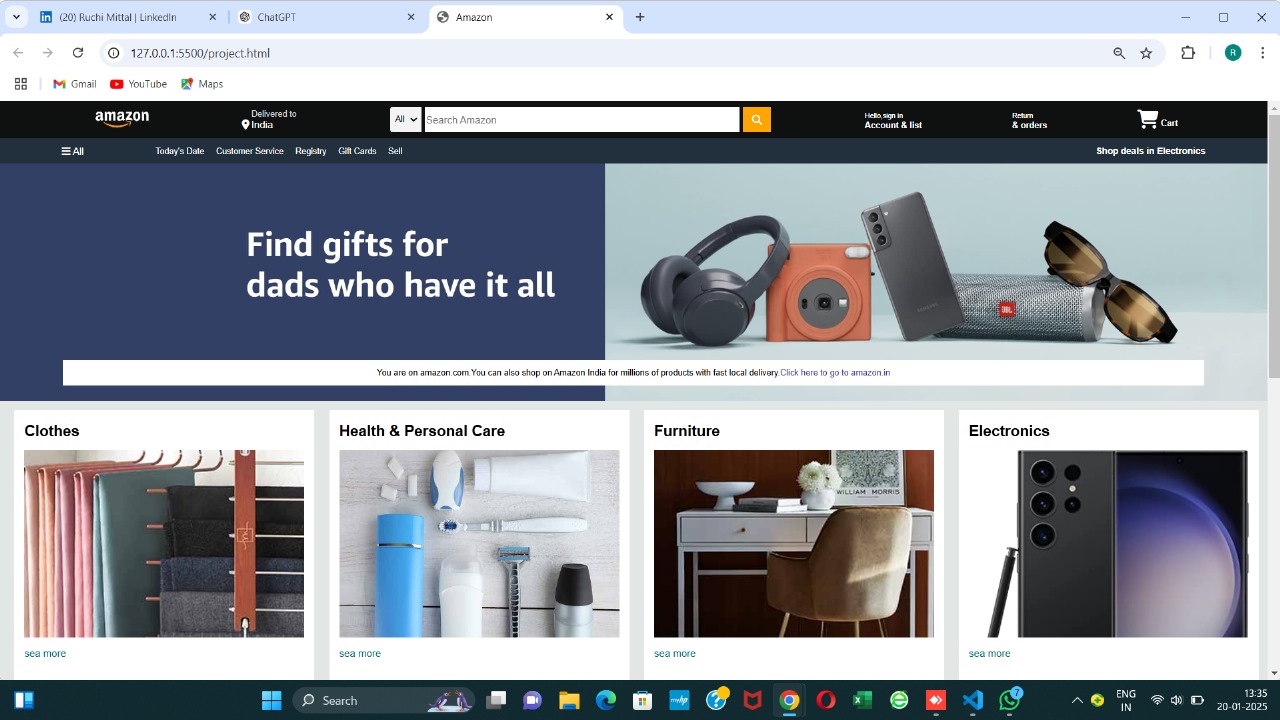 (20) Ruchi Mittal | LinkedIn
ChatGPT
Amazon
127.0.0.1:5500/project.html
R
Gmail
YouTube
Maps
amazon
Delivered to
India
All
Search Amazon
Hello,sign in
Account & list
Return
& orders
Cart
All
Today's Date
Customer Service
Registry
Gift Cards
Sell
Shop deals in Electronics
Find gifts for
dads who have it all
SAMSUNG
JBL
You are on amazon.com.You can also shop on Amazon India for millions of products with fast local delivery.Click here to go to amazon.in
Clothes
Health & Personal Care
Furniture
Electronics
WILLIAM MORRIS
sea more
sea more
sea more
sea more
Search
myhp
7
ENG
IN
13:35
20-01-2025